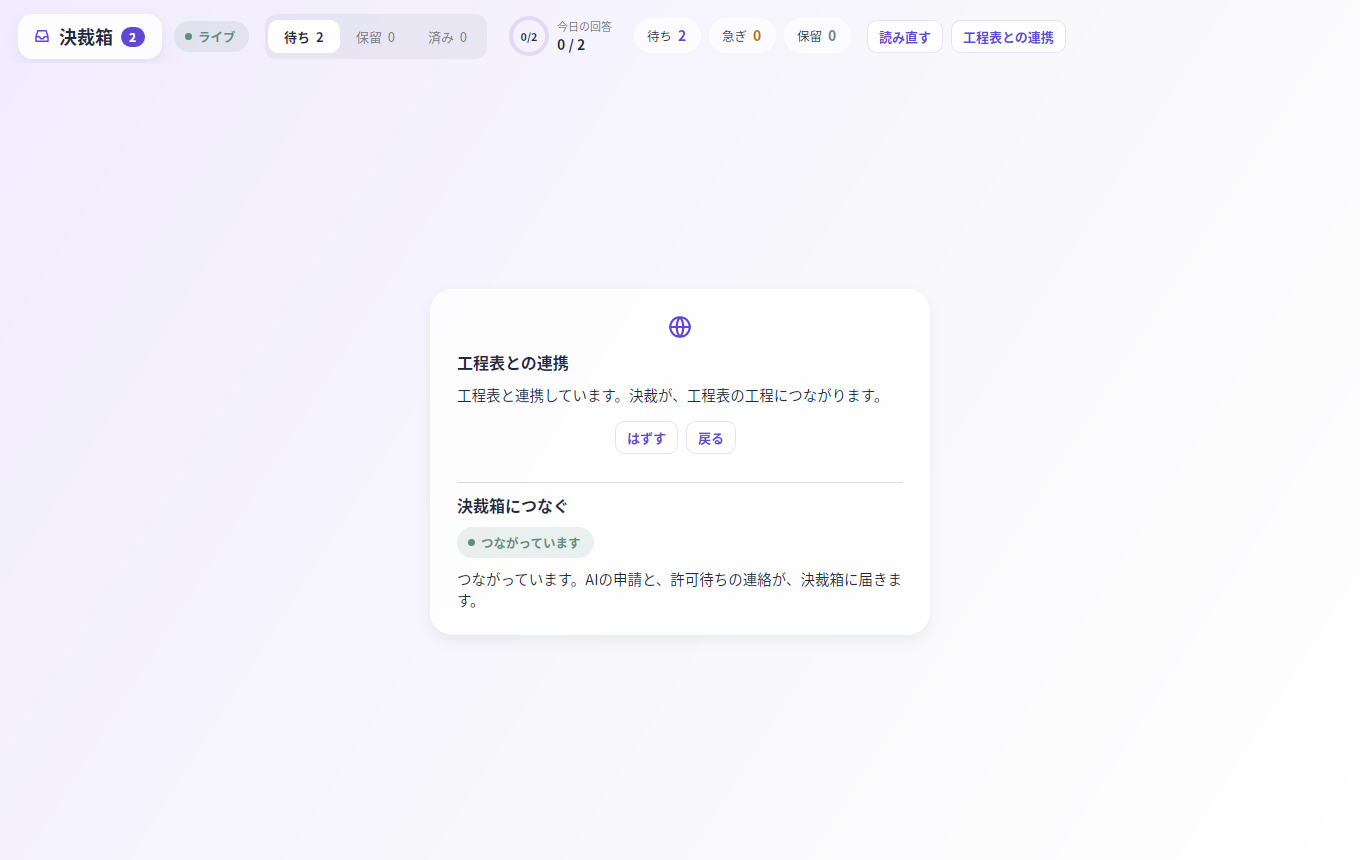 決裁箱 2 ライブ 待ち 2 保留 0 済み 0 0/2 今日の回答 0 / 2 待ち 2 急ぎ 0 保留 0 読み直す 工程表との連携
工程表との連携
工程表と連携しています。決裁が、工程表の工程につながります。
はずす 戻る
決裁箱につなぐ
つながっています
つながっています。AIの申請と、許可待ちの連絡が、決裁箱に届きま
す。